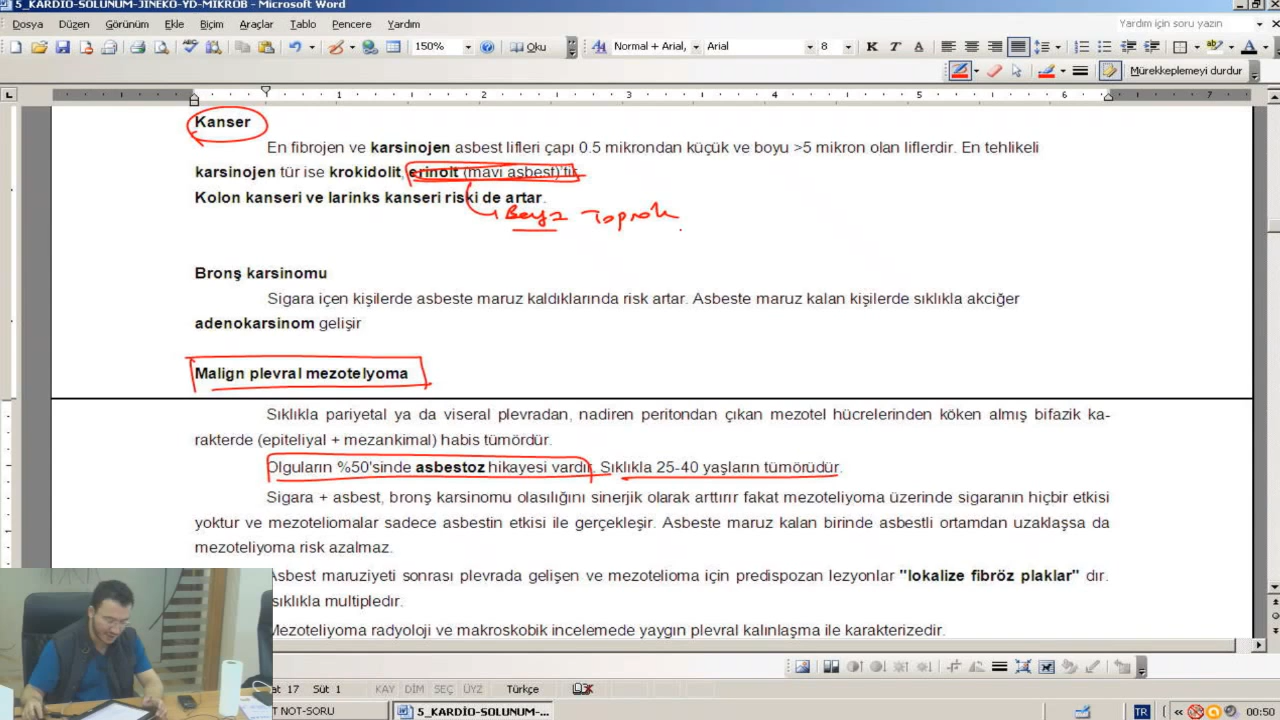 5_KARDİO-SOLUNUM-JİNEKO-YD-MİKROB - Microsoft Word
Dosya Düzen Görünüm Ekle Biçim Araçlar Tablo Pencere Yardım Yardım için soru yazın
150% Oku Normal + Arial, Arial 8 K T A
Mürekkeplemeyi durdur
1 2 3 4 5 6 7
Kanser
En fibrojen ve karsinojen asbest lifleri çapı 0.5 mikrondan küçük ve boyu >5 mikron olan liflerdir. En tehlikeli
karsinojen tür ise krokidolit, erinoit (mavi asbest)'tir
Kolon kanseri ve larinks kanseri riski de artar.
Beyaz Toprak
Bronş karsinomu
Sigara içen kişilerde asbeste maruz kaldıklarında risk artar. Asbeste maruz kalan kişilerde sıklıkla akciğer
adenokarsinom gelişir
Malign plevral mezotelyoma
Sıklıkla pariyetal ya da viseral plevradan, nadiren peritondan çıkan mezotel hücrelerinden köken almış bifazik ka-
rakterde (epiteliyal + mezankimal) habis tümördür.
Olguların %50'sinde asbestoz hikayesi vardır. Sıklıkla 25-40 yaşların tümörüdür.
Sigara + asbest, bronş karsinomu olasılığını sinerjik olarak arttırır fakat mezoteliyoma üzerinde sigaranın hiçbir etkisi
yoktur ve mezoteliomalar sadece asbestin etkisi ile gerçekleşir. Asbeste maruz kalan birinde asbestli ortamdan uzaklaşsa da
mezoteliyoma risk azalmaz.
Asbest maruziyeti sonrası plevrada gelişen ve mezotelioma için predispozan lezyonlar "lokalize fibröz plaklar" dır.
sıklıkla multipledir.
Mezoteliyoma radyoloji ve makroskobik incelemede yaygın plevral kalınlaşma ile karakterizedir.
at 17 Süt 1 KAY DİM SEÇ ÜYZ Türkçe
T NOT-SORU 5_KARDİO-SOLUNUM-... TR 00:50